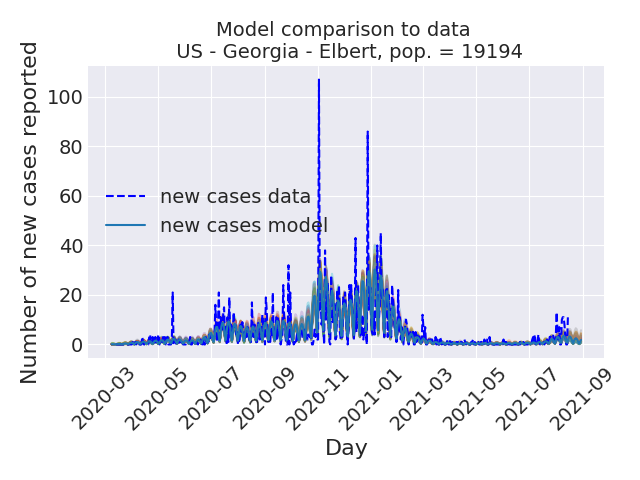 Model comparison to data
US - Georgia - Elbert, pop. = 19194
Number of new cases reported
100
80
60
40
20
0
new cases data
new cases model
2020-03
2020-05
2020-07
2020-09
2020-11
2021-01
2021-03
2021-05
2021-07
2021-09
Day